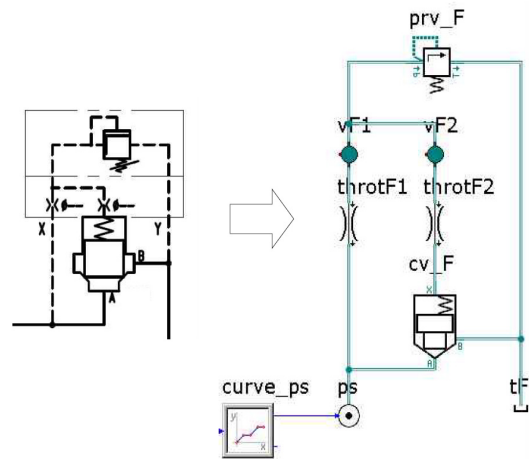 prv_F
P
T
vF1
vF2
throtF1
throtF2
X
Y
B
A
cv_F
X
B
A
curve_ps
ps
tF
y
x